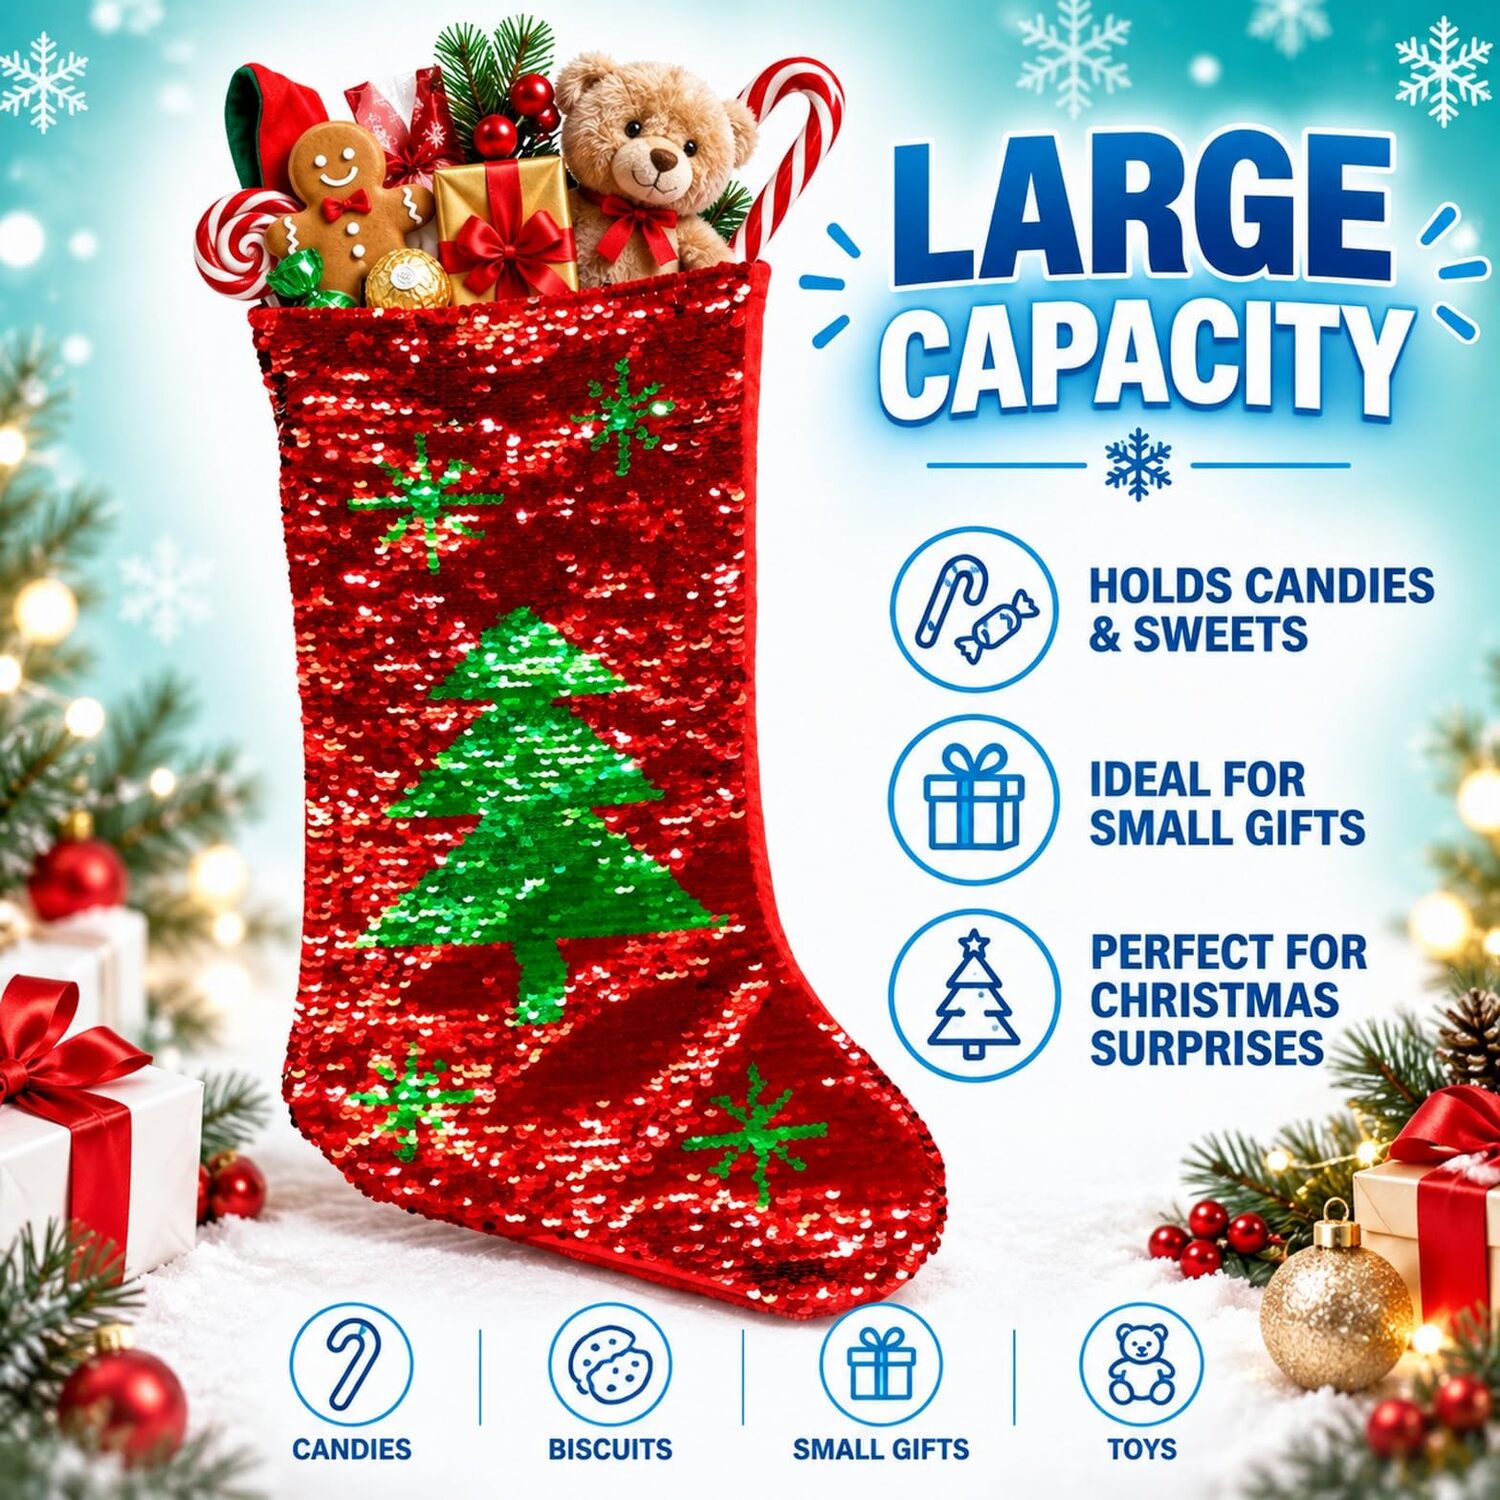 LARGE
CAPACITY
HOLDS CANDIES
& SWEETS
IDEAL FOR
SMALL GIFTS
PERFECT FOR
CHRISTMAS
SURPRISES
CANDIES
BISCUITS
SMALL GIFTS
TOYS